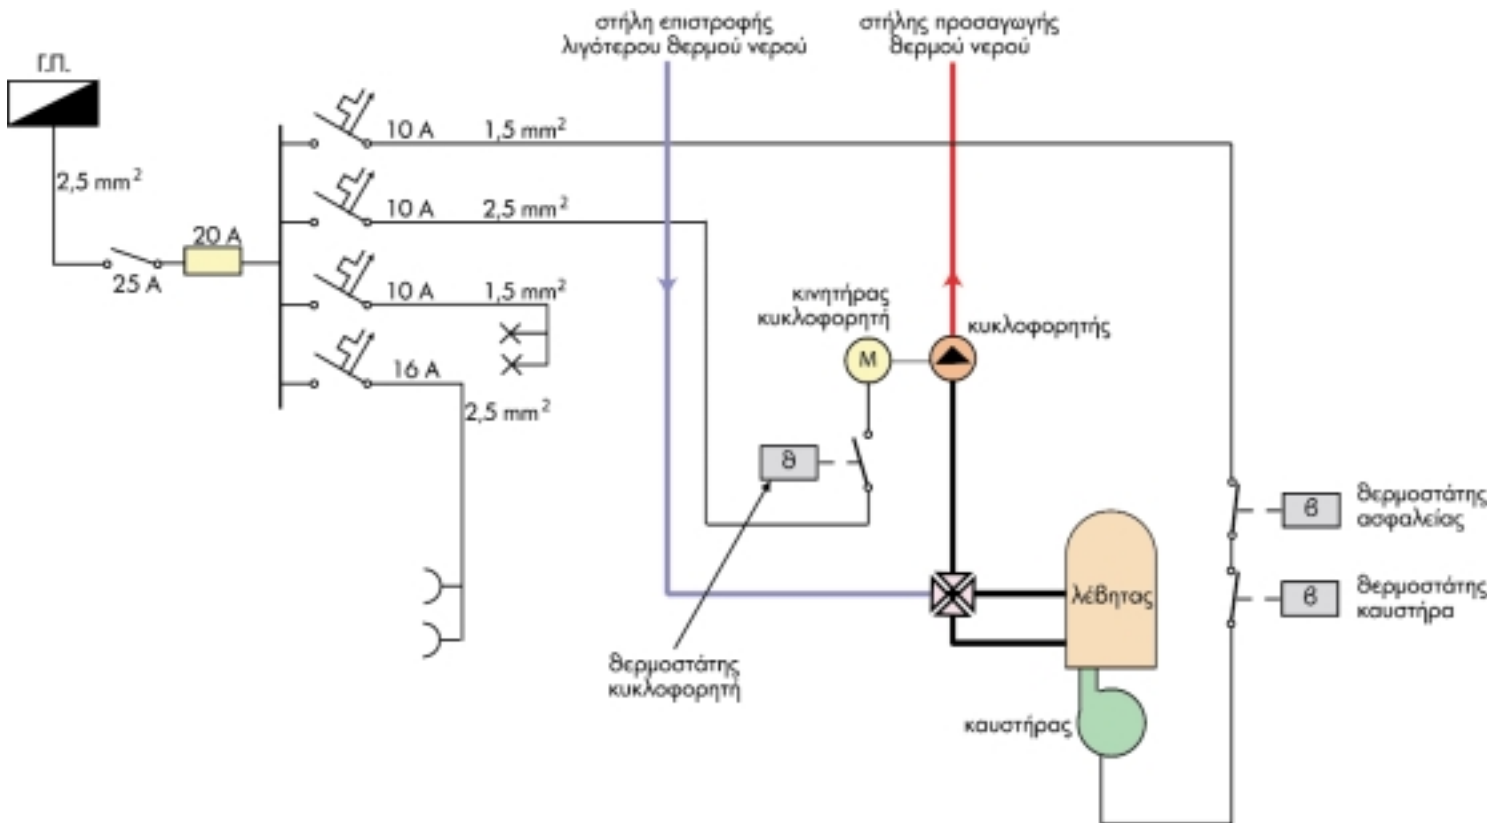 στήλη επιστροφής
λιγότερου θερμού νερού
στήλης προσαγωγής
θερμού νερού
Γ.Π.
10 A 1,5 mm²
2,5 mm²
10 A 2,5 mm²
20 A
25 A
10 A 1,5 mm²
κινητήρας
κυκλοφορητή
κυκλοφορητής
M
16 A
2,5 mm²
θ
θερμοστάτης
ασφαλείας
θ
θερμοστάτης
καυστήρα
θ
λέβητας
θερμοστάτης
κυκλοφορητή
καυστήρας